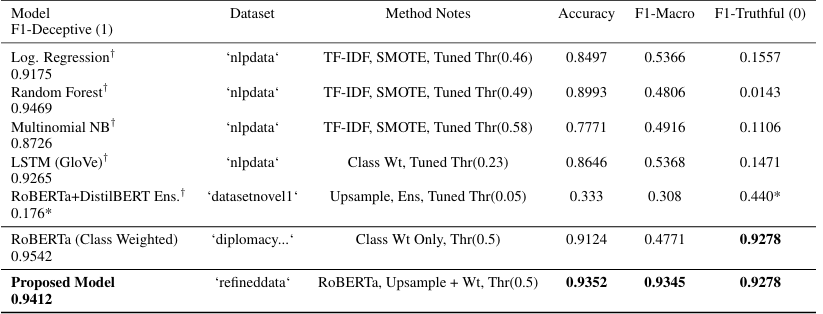 Model Dataset Method Notes Accuracy F1-Macro F1-Truthful (0)
F1-Deceptive (1)
Log. Regression† ‘nlpdata‘ TF-IDF, SMOTE, Tuned Thr(0.46) 0.8497 0.5366 0.1557
0.9175
Random Forest† ‘nlpdata‘ TF-IDF, SMOTE, Tuned Thr(0.49) 0.8993 0.4806 0.0143
0.9469
Multinomial NB† ‘nlpdata‘ TF-IDF, SMOTE, Tuned Thr(0.58) 0.7771 0.4916 0.1106
0.8726
LSTM (GloVe)† ‘nlpdata‘ Class Wt, Tuned Thr(0.23) 0.8646 0.5368 0.1471
0.9265
RoBERTa+DistilBERT Ens.† ‘datasetnovel1‘ Upsample, Ens, Tuned Thr(0.05) 0.333 0.308 0.440*
0.176*
RoBERTa (Class Weighted) ‘diplomacy...‘ Class Wt Only, Thr(0.5) 0.9124 0.4771 0.9278
0.9542
Proposed Model ‘refineddata‘ RoBERTa, Upsample + Wt, Thr(0.5) 0.9352 0.9345 0.9278
0.9412